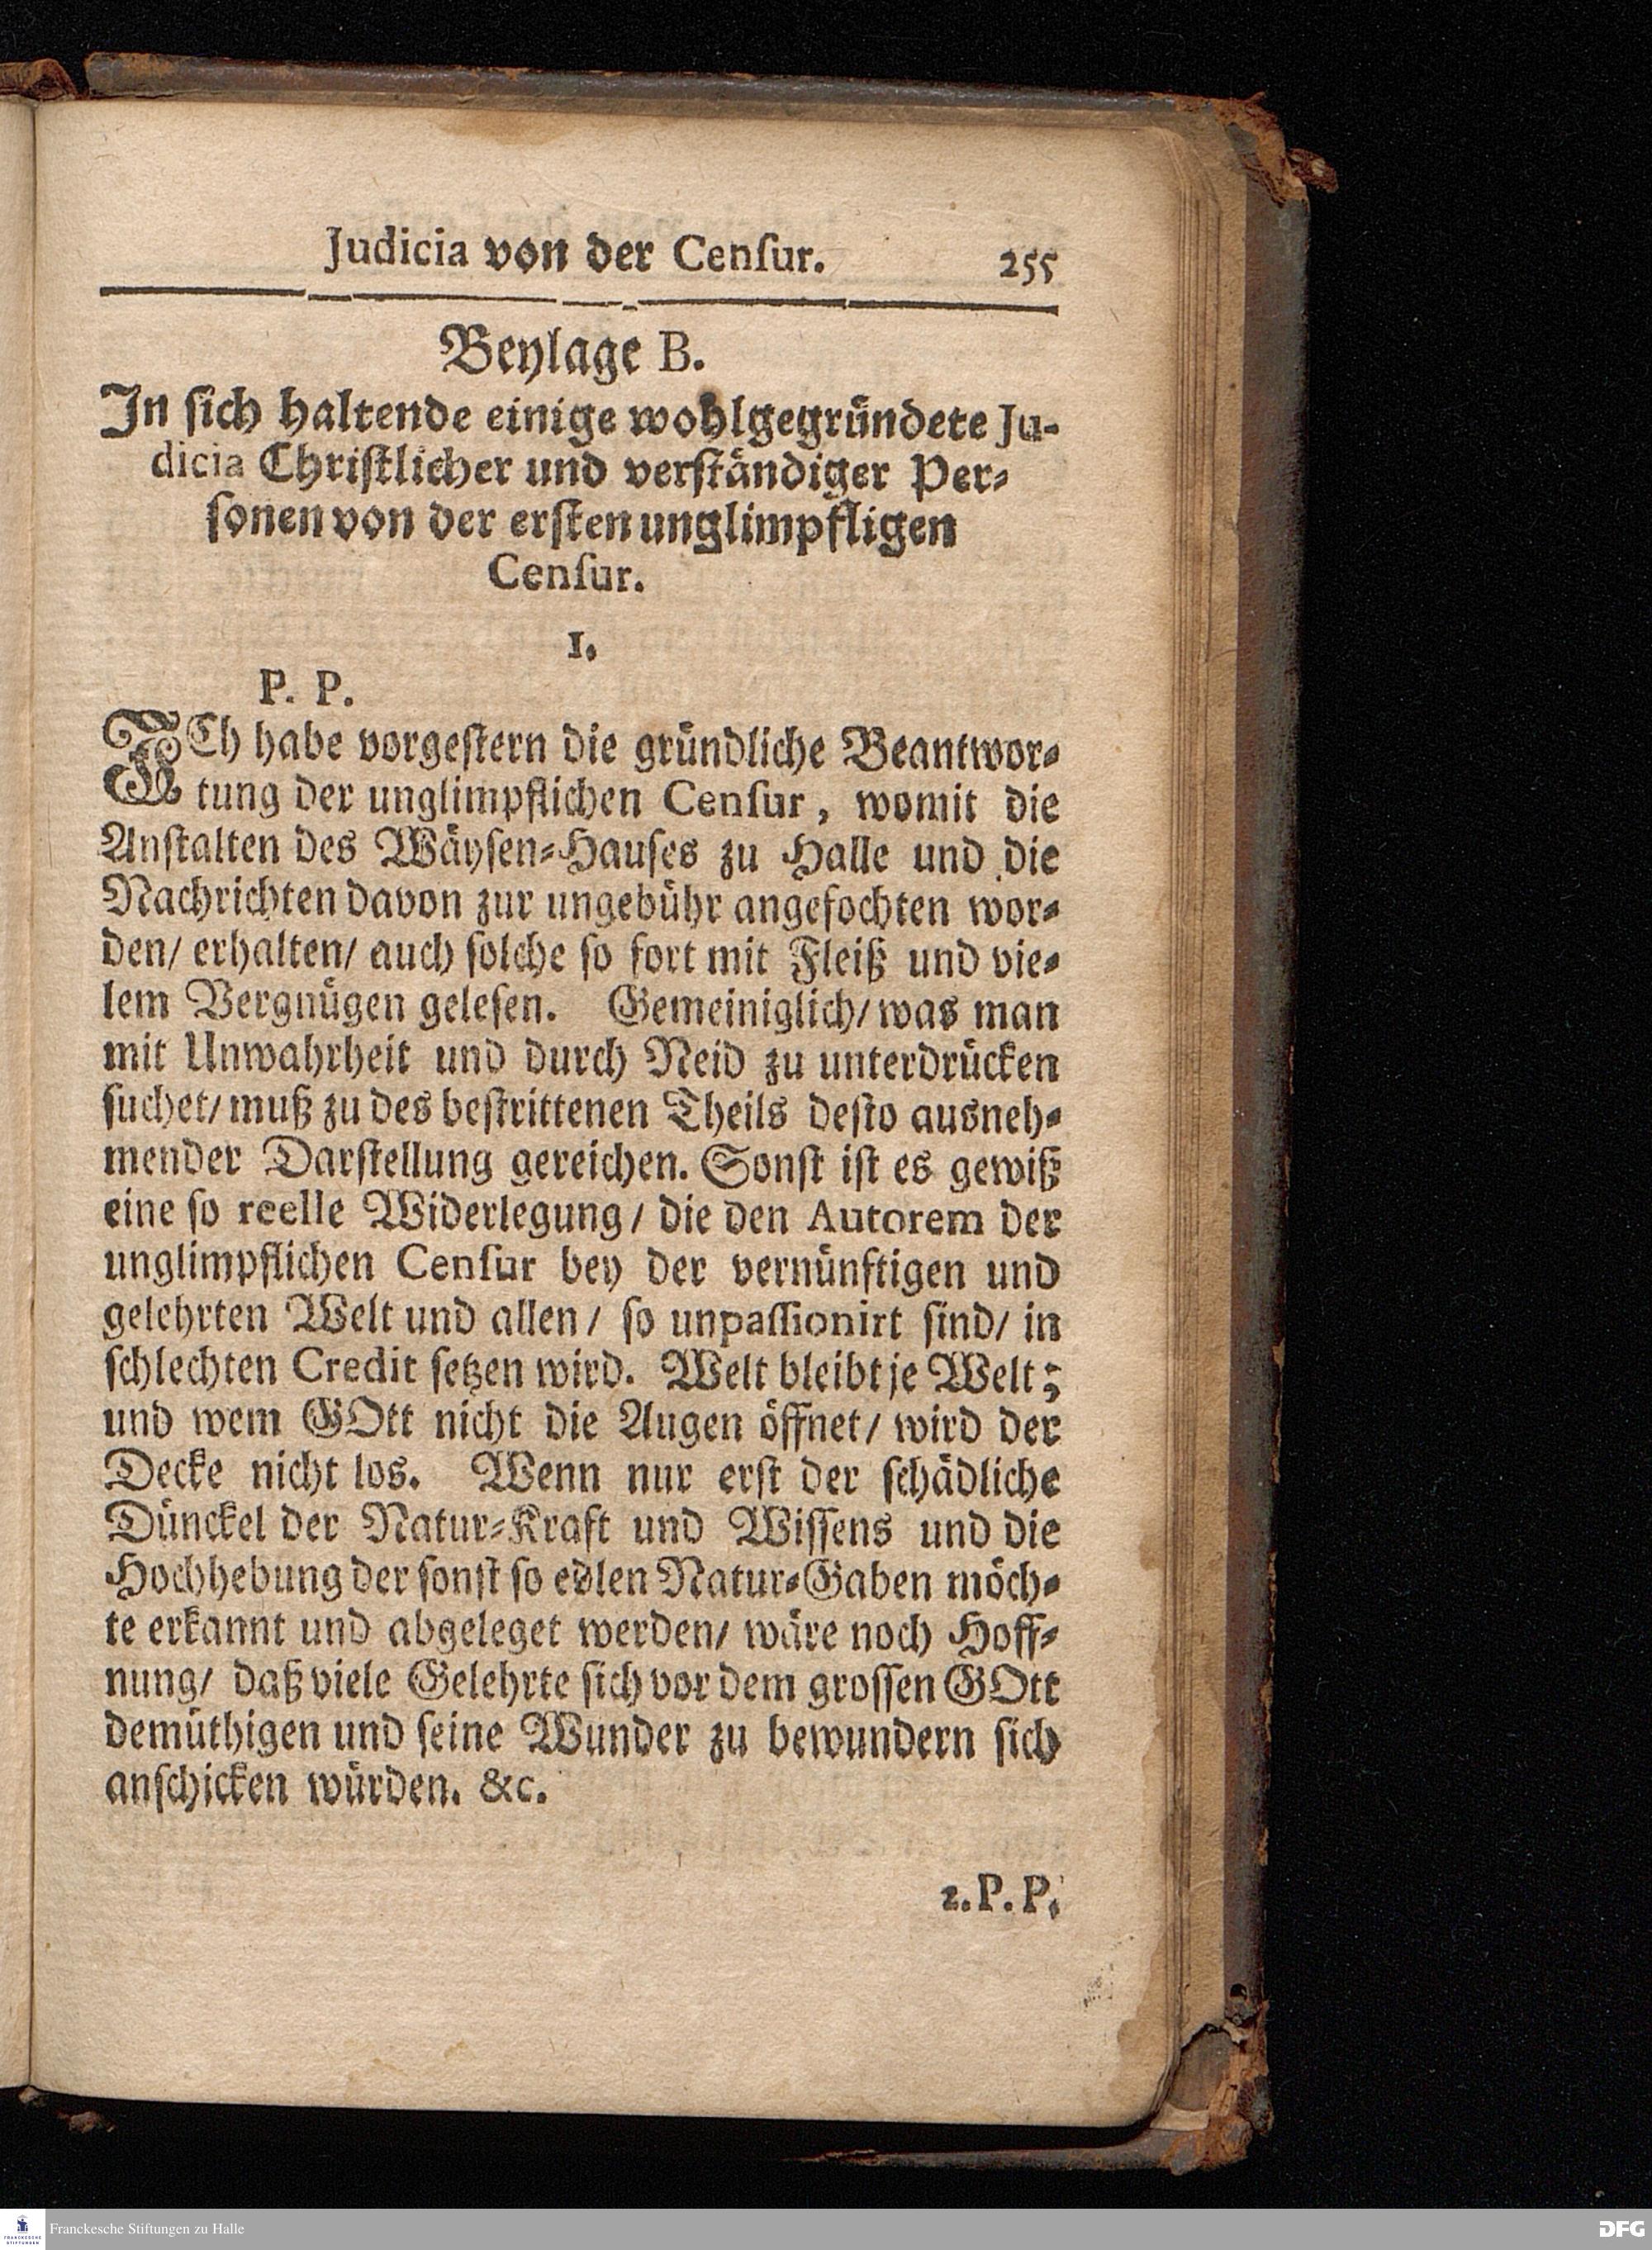 Judicia von der Cenſur. 255
Beylage B.
In ſich haltende einige wohlgegründete Ju-
dicia Chriſtlicher und verſtändiger Per-
ſonen von der erſten unglimpfligen
Cenſur.
1.
P. P.
ICh habe vorgeſtern die gründliche Beantwor-
tung der unglimpflichen Cenſur, womit die
Anſtalten des Wäyſen-Hauſes zu Halle und die
Nachrichten davon zur ungebühr angefochten wor-
den/ erhalten/ auch ſolche ſo fort mit Fleiß und vie-
lem Vergnügen geleſen. Gemeiniglich/ was man
mit Unwahrheit und durch Neid zu unterdrücken
ſuchet/ muß zu des beſtrittenen Theils deſto ausneh-
mender Darſtellung gereichen. Sonſt iſt es gewiß
eine ſo reelle Widerlegung/ die den Autorem der
unglimpflichen Cenſur bey der vernünftigen und
gelehrten Welt und allen/ ſo unpaſſionirt ſind/ in
ſchlechten Credit ſetzen wird. Welt bleibt je Welt;
und wem GOtt nicht die Augen öffnet/ wird der
Decke nicht los. Wenn nur erſt der ſchädliche
Dünckel der Natur-Kraft und Wiſſens und die
Hochhebung der ſonſt ſo edlen Natur-Gaben möch-
te erkannt und abgeleget werden/ wäre noch Hoff-
nung/ daß viele Gelehrte ſich vor dem groſſen GOtt
demüthigen und ſeine Wunder zu bewundern ſich
anſchicken würden. &c.
2. P. P.
Franckesche Stiftungen zu Halle
FRANCKESCHE
STIFTUNGEN
DFG